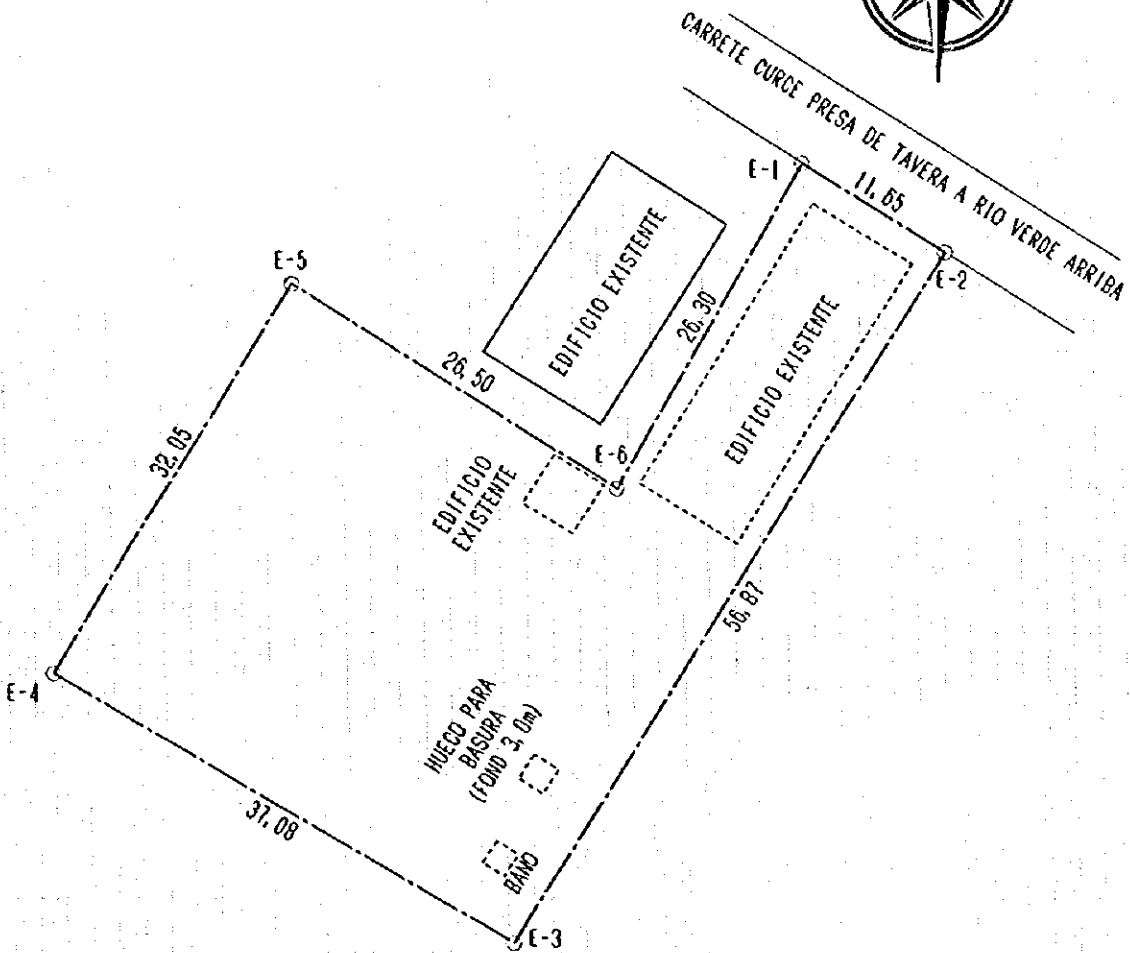 CARRETE CURCE PRESA DE TAVERA A RIO VERDE ARRIBA
E-1
11,65
E-2
EDIFICIO EXISTENTE
26,30
EDIFICIO EXISTENTE
E-5
26,50
E-6
32,05
EDIFICIO
EXISTENTE
56,87
E-4
HUECO PARA
BASURA
(FOND 3,0m)
37,08
BANO
E-3